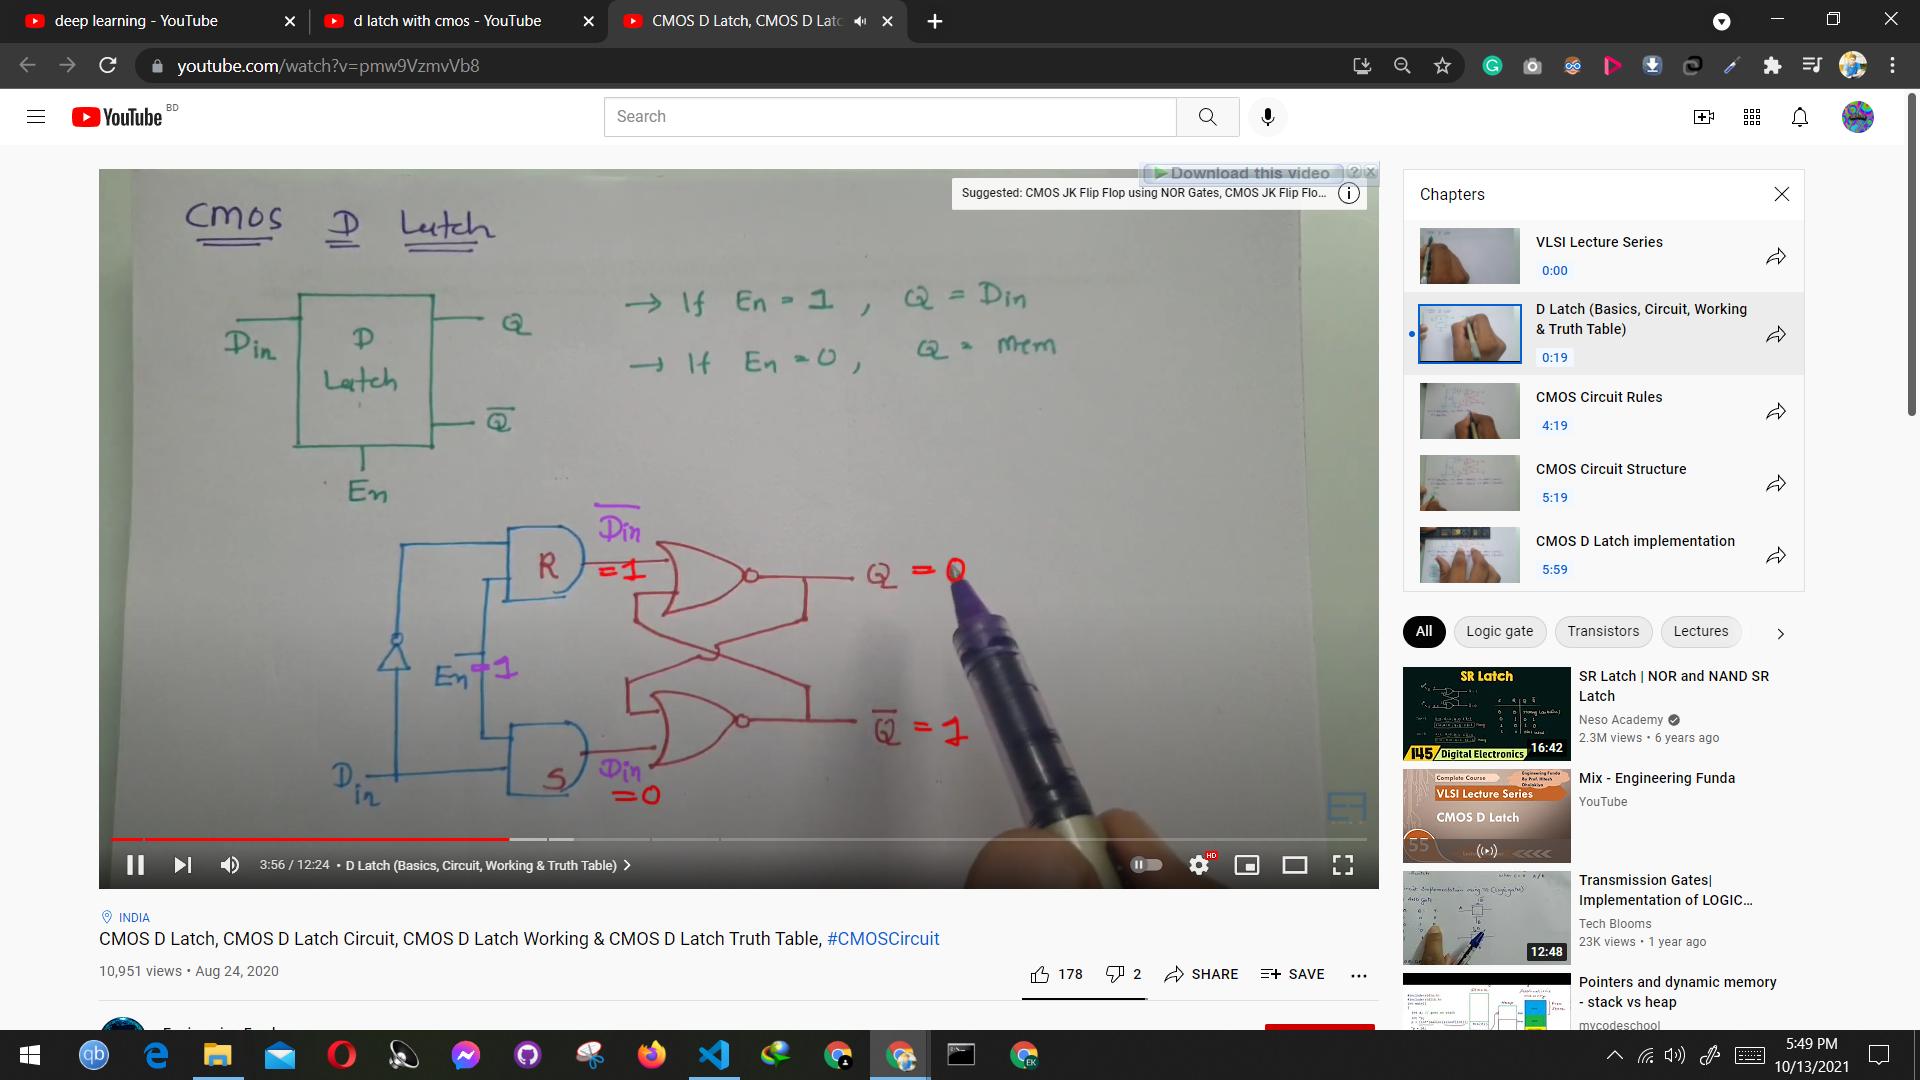 deep learning - YouTube
d latch with cmos - YouTube
CMOS D Latch, CMOS D Latc
youtube.com/watch?v=pmw9VzmvVb8
YouTube BD
Search
Download this video
Suggested: CMOS JK Flip Flop using NOR Gates, CMOS JK Flip Flo...
CMOS D Latch
Din
D
Latch
Q
Q̅
En
→ If En = 1 , Q = Din
→ If En = 0 , Q = mem
D̅i̅n̅
= 1
R
Q = 0
En = 1
Q̅ = 1
Din
S
Din
= 0
EF
3:56 / 12:24 • D Latch (Basics, Circuit, Working & Truth Table)
HD
INDIA
CMOS D Latch, CMOS D Latch Circuit, CMOS D Latch Working & CMOS D Latch Truth Table, #CMOSCircuit
10,951 views • Aug 24, 2020
178
2
SHARE
SAVE
Chapters
VLSI Lecture Series
0:00
D Latch (Basics, Circuit, Working
& Truth Table)
0:19
CMOS Circuit Rules
4:19
CMOS Circuit Structure
5:19
CMOS D Latch implementation
5:59
All
Logic gate
Transistors
Lectures
SR Latch
145 Digital Electronics
16:42
SR Latch | NOR and NAND SR
Latch
Neso Academy
2.3M views • 6 years ago
Complete Course
VLSI Lecture Series
CMOS D Latch
55
Mix - Engineering Funda
YouTube
12:48
Transmission Gates|
Implementation of LOGIC...
Tech Blooms
23K views • 1 year ago
Pointers and dynamic memory
- stack vs heap
mycodeschool
qb
EK
5:49 PM
10/13/2021